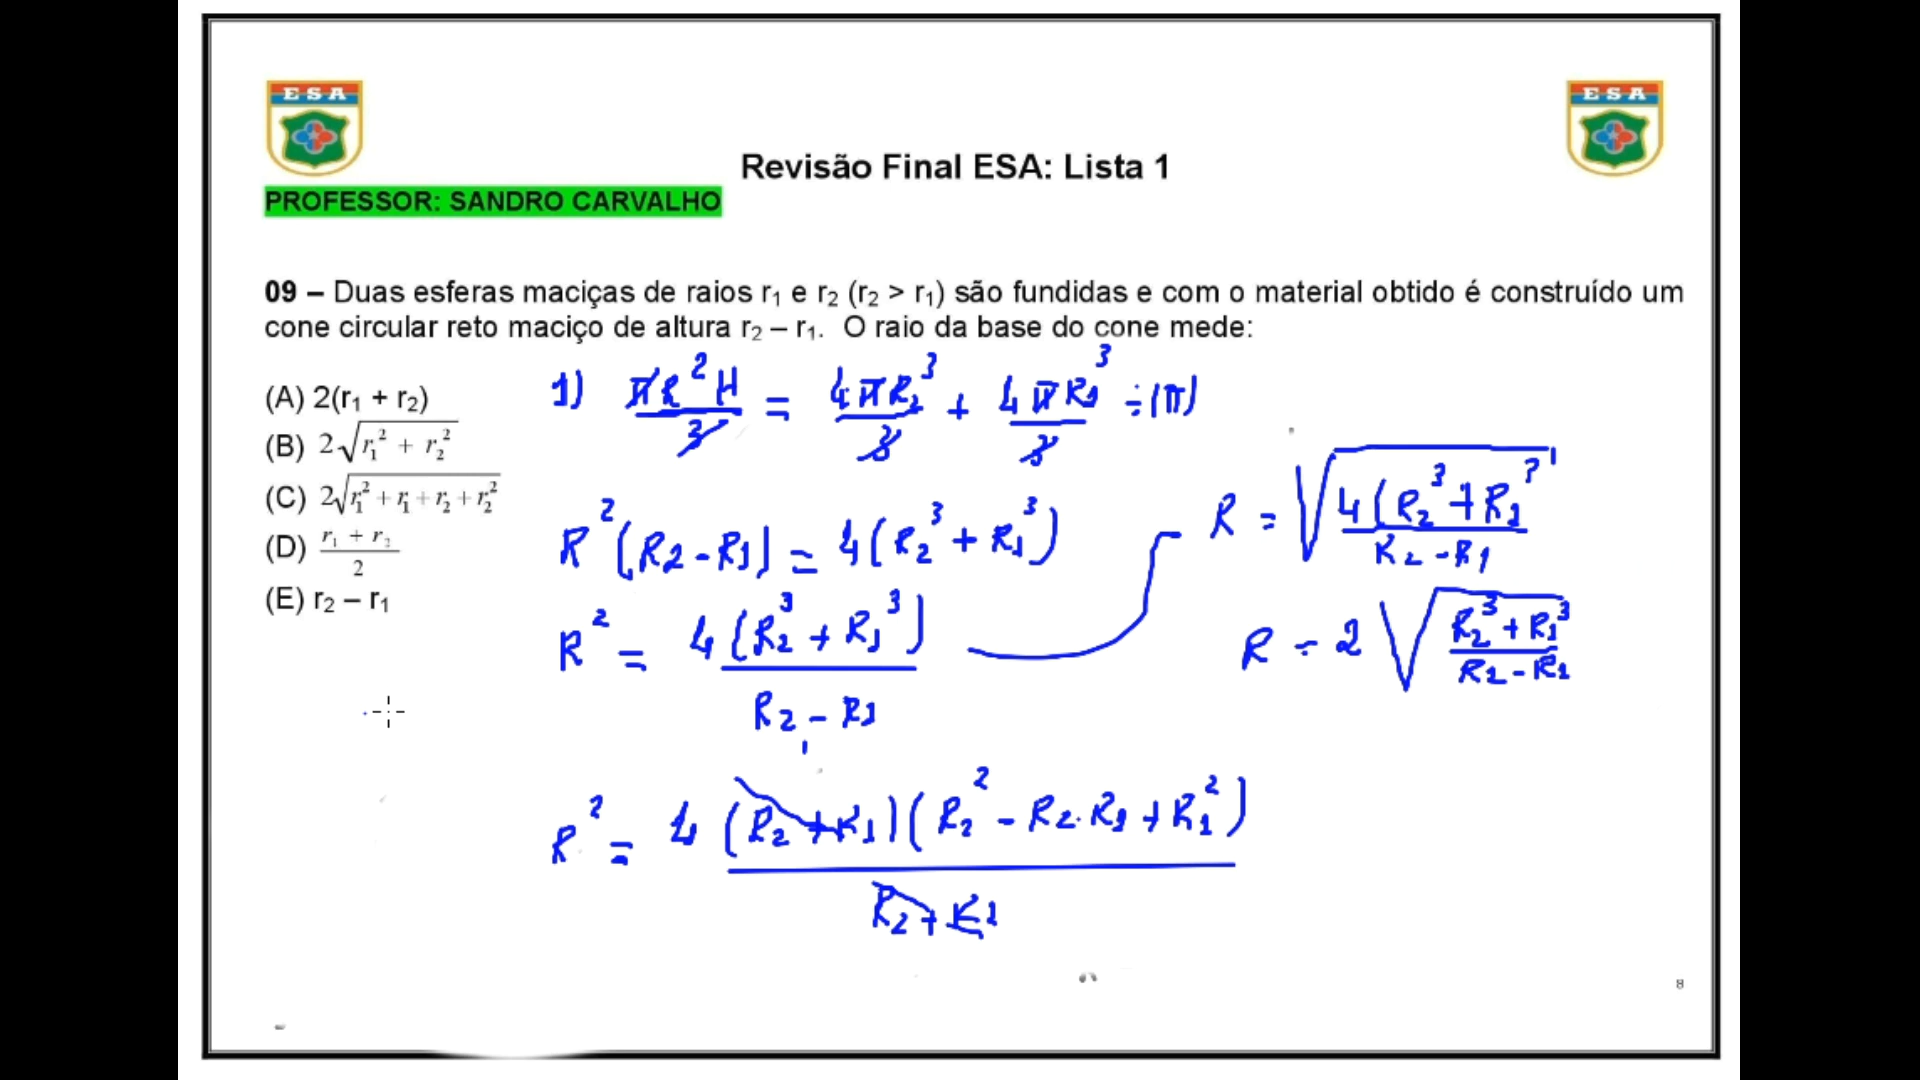 ESA
ESA
Revisão Final ESA: Lista 1
PROFESSOR: SANDRO CARVALHO
09 – Duas esferas maciças de raios r₁ e r₂ (r₂ > r₁) são fundidas e com o material obtido é construído um
cone circular reto maciço de altura r₂ – r₁. O raio da base do cone mede:
(A) 2(r₁ + r₂)
(B) 2√(r₁² + r₂²)
(C) 2√(r₁² + r₁ + r₂ + r₂²)
(D) (r₁ + r₂)/2
(E) r₂ – r₁
1) πR²H/3 = 4πR₂³/3 + 4πR₁³/3 ÷(π)
R²(R₂-R₁) = 4(R₂³ + R₁³)
R² = 4(R₂³ + R₁³)/(R₂ - R₁)
R² = 4(R₂+R₁)(R₂² - R₂.R₁ + R₁²)/(R₂+R₁)
R = √(4(R₂³+R₁³)/(R₂-R₁))
R = 2√((R₂³+R₁³)/(R₂-R₁))
8